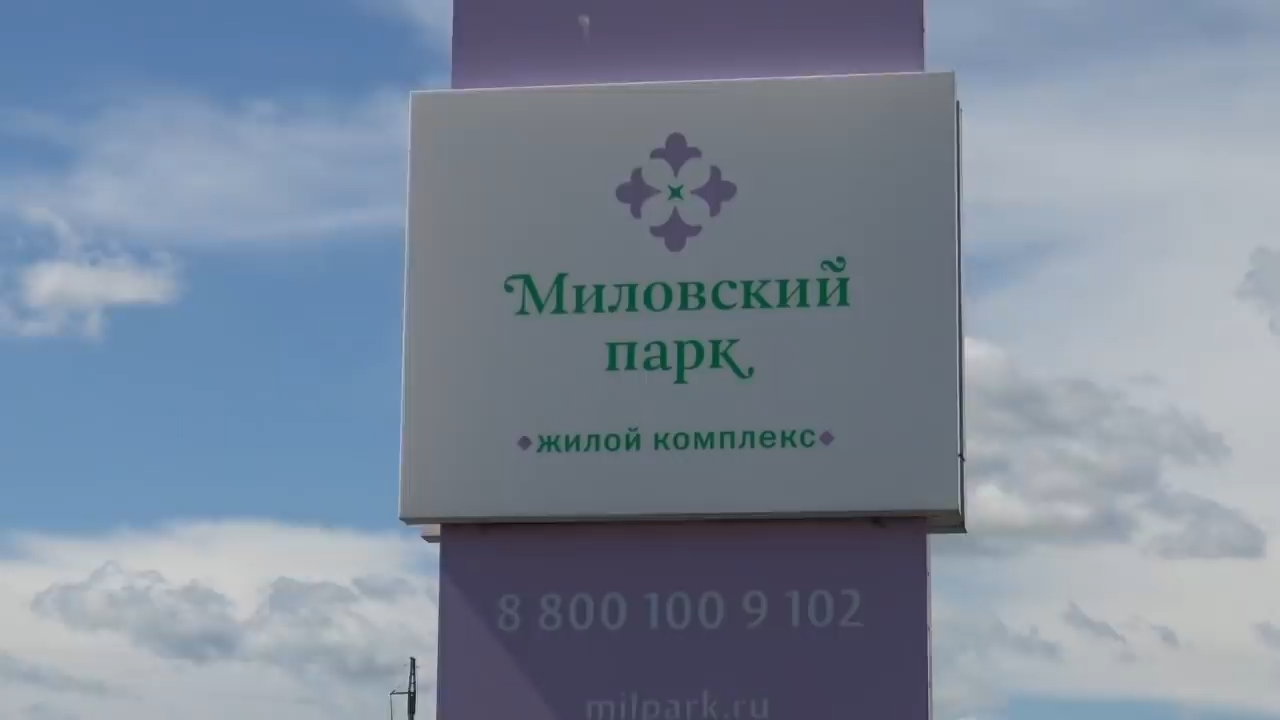 Миловский
парк
жилой комплекс
8 800 100 9 102
milpark.ru